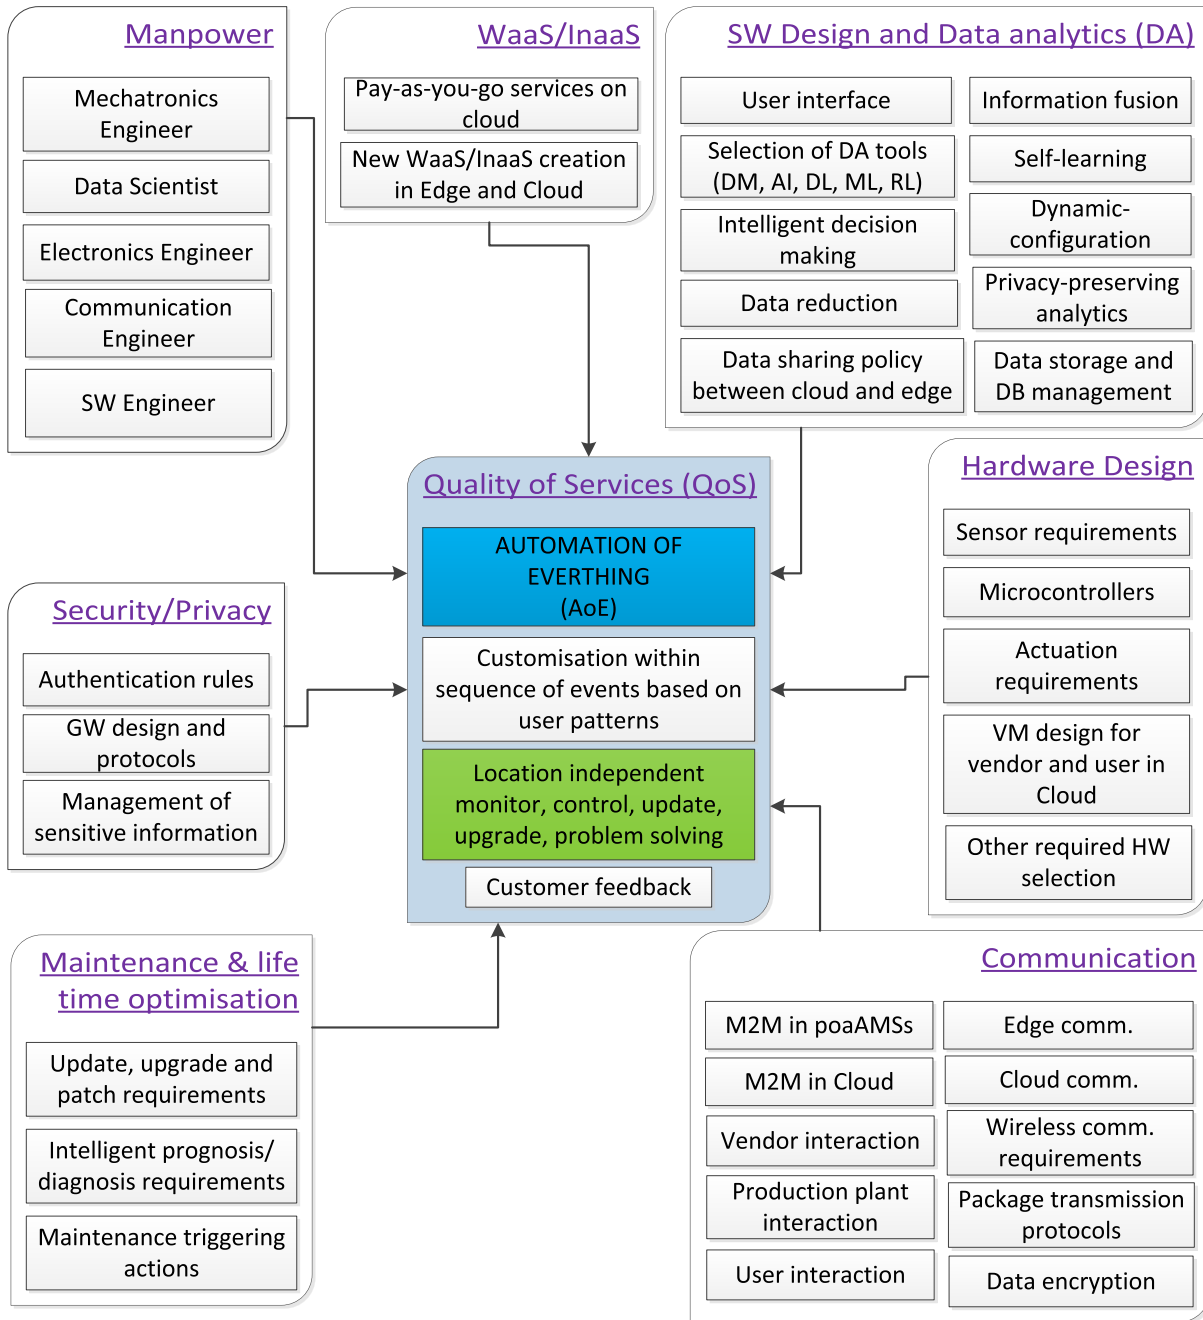 Manpower
Mechatronics
Engineer
Data Scientist
Electronics Engineer
Communication
Engineer
SW Engineer
WaaS/InaaS
Pay-as-you-go services on
cloud
New WaaS/InaaS creation
in Edge and Cloud
SW Design and Data analytics (DA)
User interface
Selection of DA tools
(DM, AI, DL, ML, RL)
Intelligent decision
making
Data reduction
Data sharing policy
between cloud and edge
Information fusion
Self-learning
Dynamic-
configuration
Privacy-preserving
analytics
Data storage and
DB management
Quality of Services (QoS)
AUTOMATION OF
EVERTHING
(AoE)
Customisation within
sequence of events based on
user patterns
Location independent
monitor, control, update,
upgrade, problem solving
Customer feedback
Hardware Design
Sensor requirements
Microcontrollers
Actuation
requirements
VM design for
vendor and user in
Cloud
Other required HW
selection
Security/Privacy
Authentication rules
GW design and
protocols
Management of
sensitive information
Maintenance & life
time optimisation
Update, upgrade and
patch requirements
Intelligent prognosis/
diagnosis requirements
Maintenance triggering
actions
Communication
M2M in poaAMSs
M2M in Cloud
Vendor interaction
Production plant
interaction
User interaction
Edge comm.
Cloud comm.
Wireless comm.
requirements
Package transmission
protocols
Data encryption